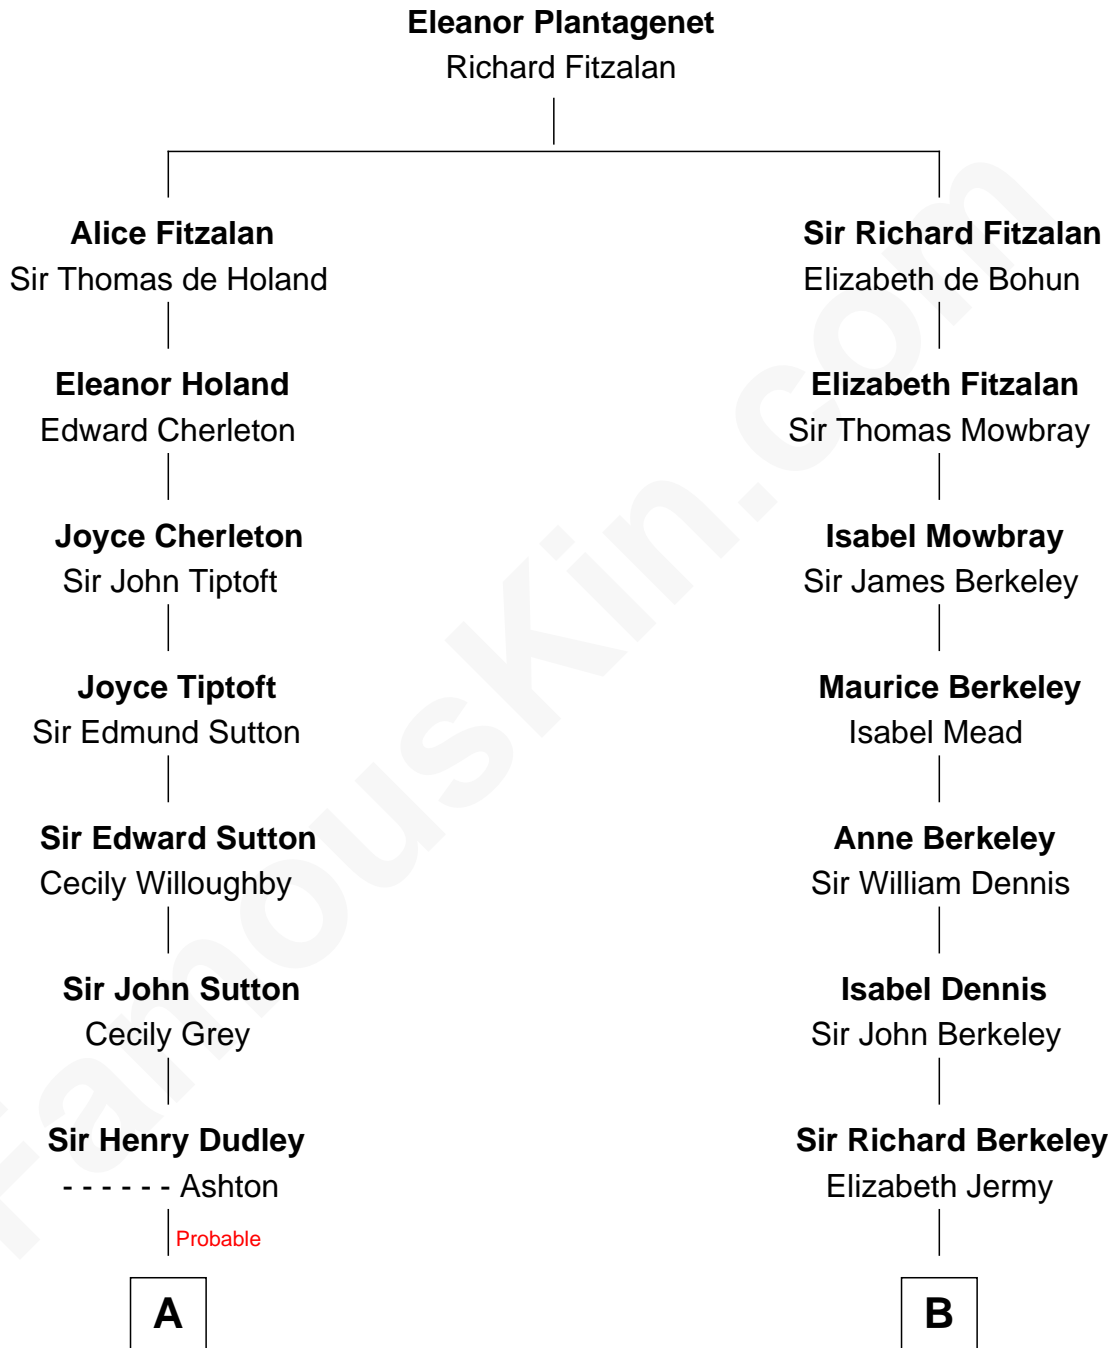 Eleanor Plantagenet
Richard Fitzalan
Alice Fitzalan
Sir Thomas de Holand
Sir Richard Fitzalan
Elizabeth de Bohun
Eleanor Holand
Edward Cherleton
Elizabeth Fitzalan
Sir Thomas Mowbray
Joyce Cherleton
Sir John Tiptoft
Isabel Mowbray
Sir James Berkeley
Joyce Tiptoft
Sir Edmund Sutton
Maurice Berkeley
Isabel Mead
Sir Edward Sutton
Cecily Willoughby
Anne Berkeley
Sir William Dennis
Sir John Sutton
Cecily Grey
Isabel Dennis
Sir John Berkeley
Sir Henry Dudley
- - - - - - Ashton
Sir Richard Berkeley
Elizabeth Jermy
Probable
A
B
FamousKin.com